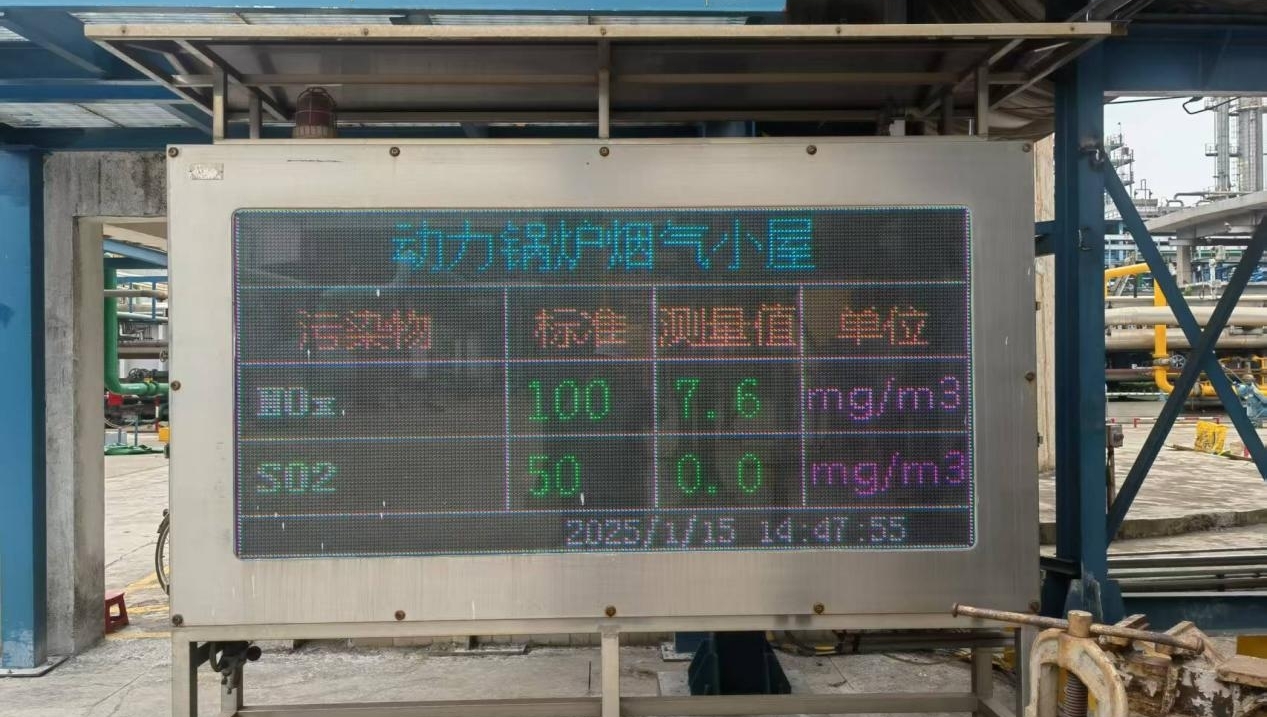 动力锅炉烟气小屋
污染物 标准 测量值 单位
NOx 100 7.6 mg/m3
SO2 50 0.0 mg/m3
2025/1/15 14:47:55